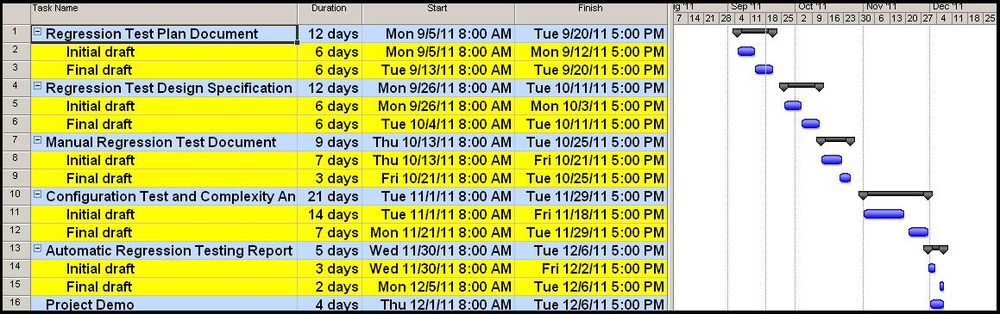 Task Name Duration Start Finish ıg '11 Sep '11 Oct '11 Nov '11 Dec '11
7 14 21 28 4 11 18 25 2 9 16 23 30 6 13 20 27 4 11 18 25
1 Regression Test Plan Document 12 days Mon 9/5/11 8:00 AM Tue 9/20/11 5:00 PM
2 Initial draft 6 days Mon 9/5/11 8:00 AM Mon 9/12/11 5:00 PM
3 Final draft 6 days Tue 9/13/11 8:00 AM Tue 9/20/11 5:00 PM
4 Regression Test Design Specification 12 days Mon 9/26/11 8:00 AM Tue 10/11/11 5:00 PM
5 Initial draft 6 days Mon 9/26/11 8:00 AM Mon 10/3/11 5:00 PM
6 Final draft 6 days Tue 10/4/11 8:00 AM Tue 10/11/11 5:00 PM
7 Manual Regression Test Document 9 days Thu 10/13/11 8:00 AM Tue 10/25/11 5:00 PM
8 Initial draft 7 days Thu 10/13/11 8:00 AM Fri 10/21/11 5:00 PM
9 Final draft 3 days Fri 10/21/11 8:00 AM Tue 10/25/11 5:00 PM
10 Configuration Test and Complexity An 21 days Tue 11/1/11 8:00 AM Tue 11/29/11 5:00 PM
11 Initial draft 14 days Tue 11/1/11 8:00 AM Fri 11/18/11 5:00 PM
12 Final draft 7 days Mon 11/21/11 8:00 AM Tue 11/29/11 5:00 PM
13 Automatic Regression Testing Report 5 days Wed 11/30/11 8:00 AM Tue 12/6/11 5:00 PM
14 Initial draft 3 days Wed 11/30/11 8:00 AM Fri 12/2/11 5:00 PM
15 Final draft 2 days Mon 12/5/11 8:00 AM Tue 12/6/11 5:00 PM
16 Project Demo 4 days Thu 12/1/11 8:00 AM Tue 12/6/11 5:00 PM